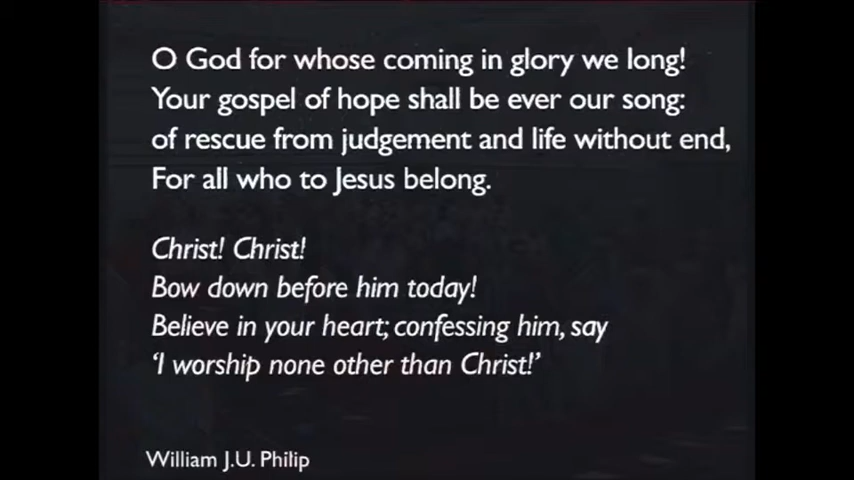 O God for whose coming in glory we long!
Your gospel of hope shall be ever our song:
of rescue from judgement and life without end,
For all who to Jesus belong.
Christ! Christ!
Bow down before him today!
Believe in your heart; confessing him, say
‘I worship none other than Christ!’
William J.U. Philip